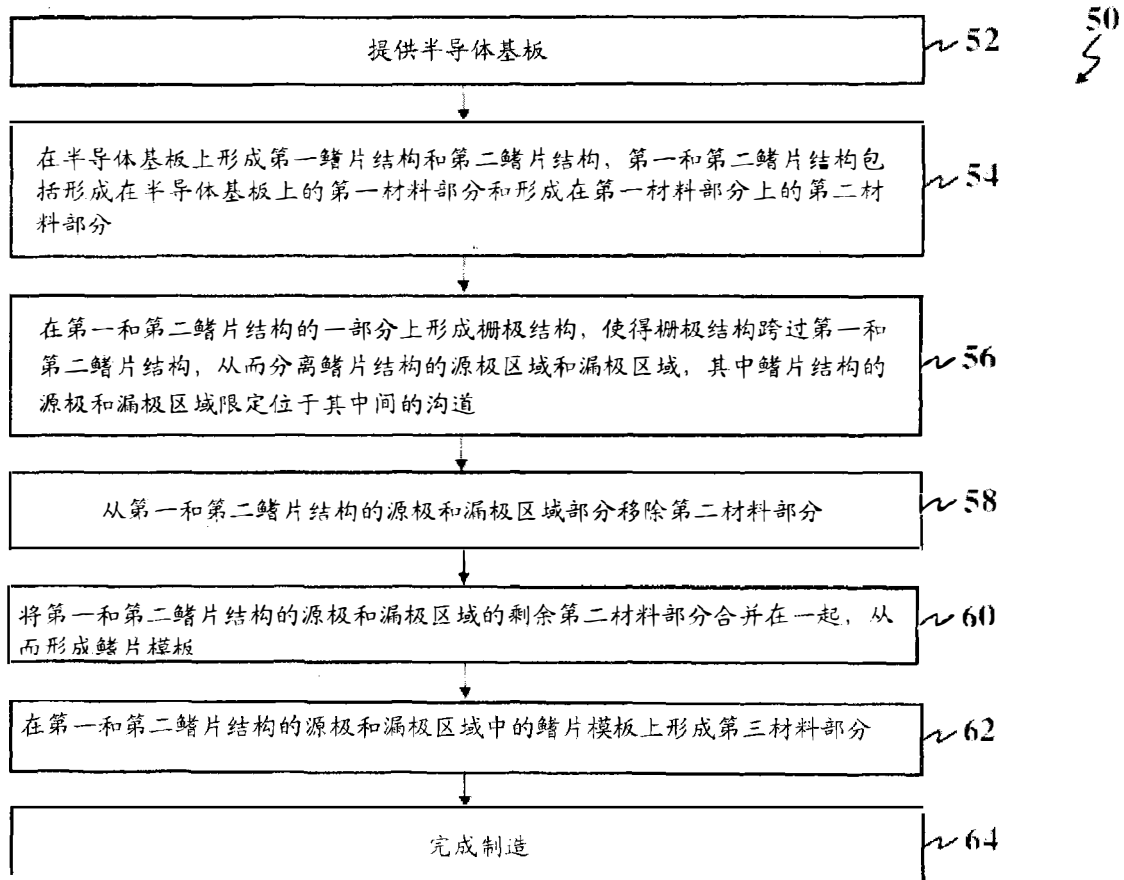 50
提供半导体基板
52
在半导体基板上形成第一鳍片结构和第二鳍片结构，第一和第二鳍片结构包
括形成在半导体基板上的第一材料部分和形成在第一材料部分上的第二材
料部分
54
在第一和第二鳍片结构的一部分上形成栅极结构，使得栅极结构跨过第一和
第二鳍片结构，从而分离鳍片结构的源极区域和漏极区域，其中鳍片结构的
源极和漏极区域限定位于其中间的沟道
56
从第一和第二鳍片结构的源极和漏极区域部分移除第二材料部分
58
将第一和第二鳍片结构的源极和漏极区域的剩余第二材料部分合并在一起，从
而形成鳍片模板
60
在第一和第二鳍片结构的源极和漏极区域中的鳍片模板上形成第三材料部分
62
完成制造
64